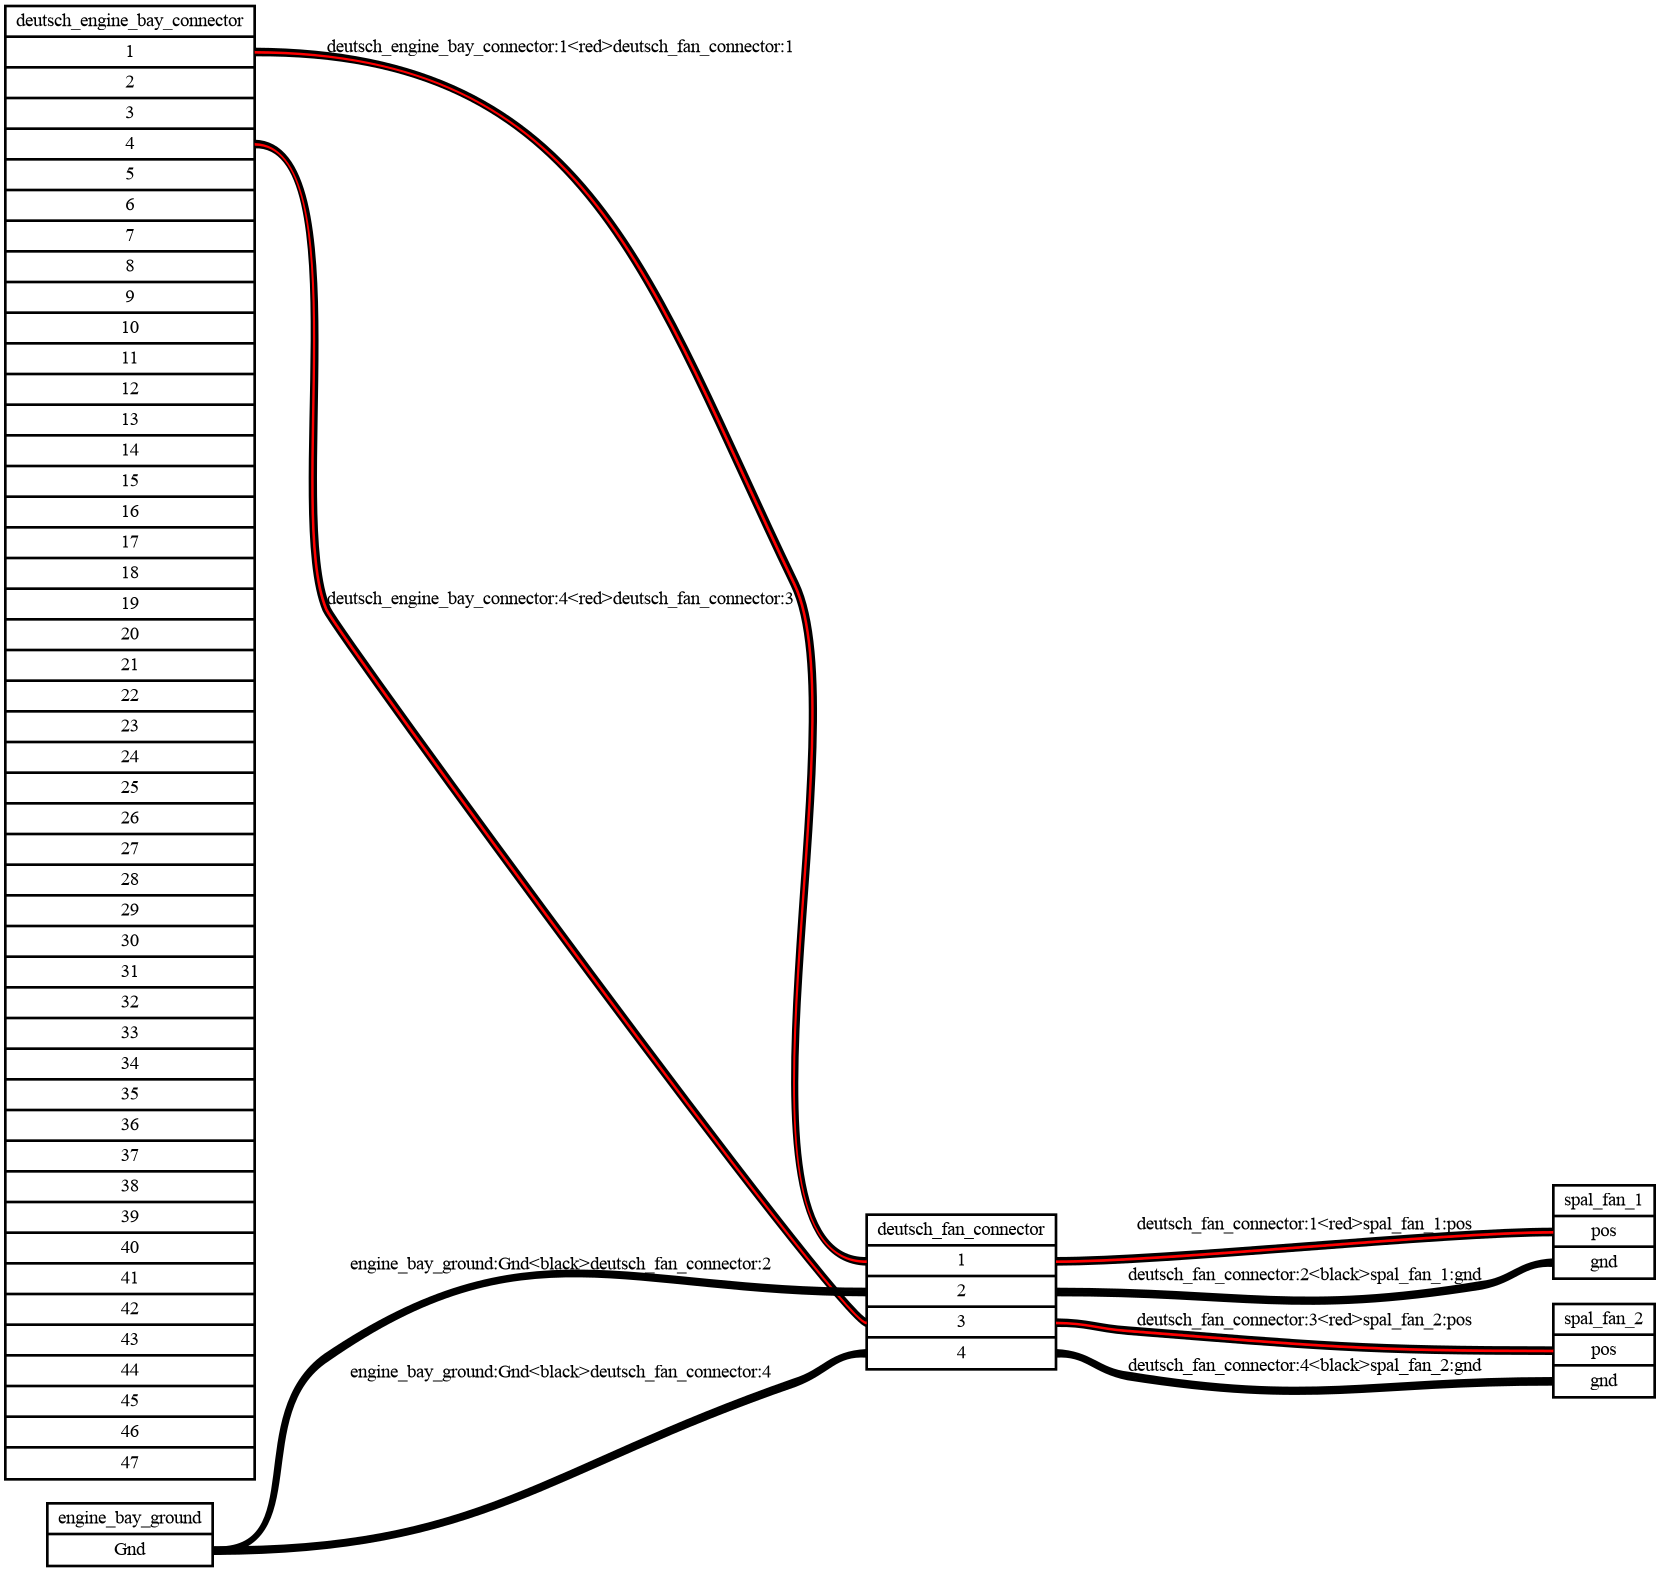 deutsch_engine_bay_connector
1
2
3
4
5
6
7
8
9
10
11
12
13
14
15
16
17
18
19
20
21
22
23
24
25
26
27
28
29
30
31
32
33
34
35
36
37
38
39
40
41
42
43
44
45
46
47
engine_bay_ground
Gnd
deutsch_engine_bay_connector:1<red>deutsch_fan_connector:1
deutsch_engine_bay_connector:4<red>deutsch_fan_connector:3
engine_bay_ground:Gnd<black>deutsch_fan_connector:2
engine_bay_ground:Gnd<black>deutsch_fan_connector:4
deutsch_fan_connector
1
2
3
4
deutsch_fan_connector:1<red>spal_fan_1:pos
deutsch_fan_connector:2<black>spal_fan_1:gnd
deutsch_fan_connector:3<red>spal_fan_2:pos
deutsch_fan_connector:4<black>spal_fan_2:gnd
spal_fan_1
pos
gnd
spal_fan_2
pos
gnd